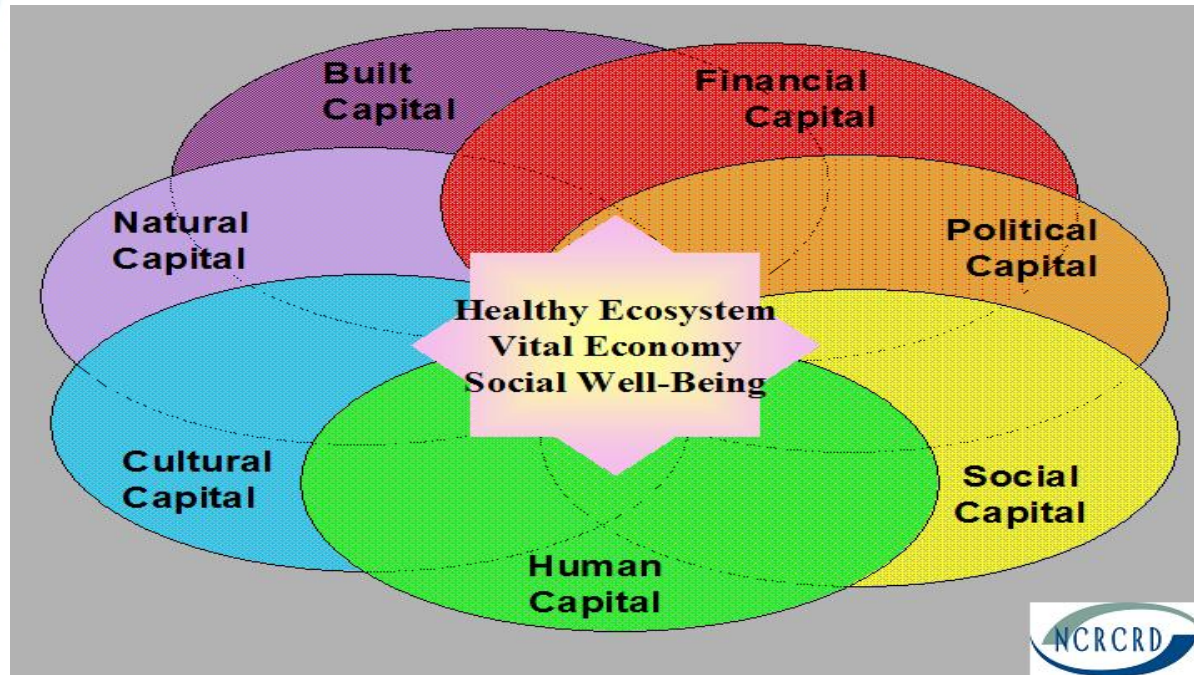 Built
Capital
Financial
Capital
Natural
Capital
Political
Capital
Healthy Ecosystem
Vital Economy
Social Well-Being
Cultural
Capital
Social
Capital
Human
Capital
NCRCRD